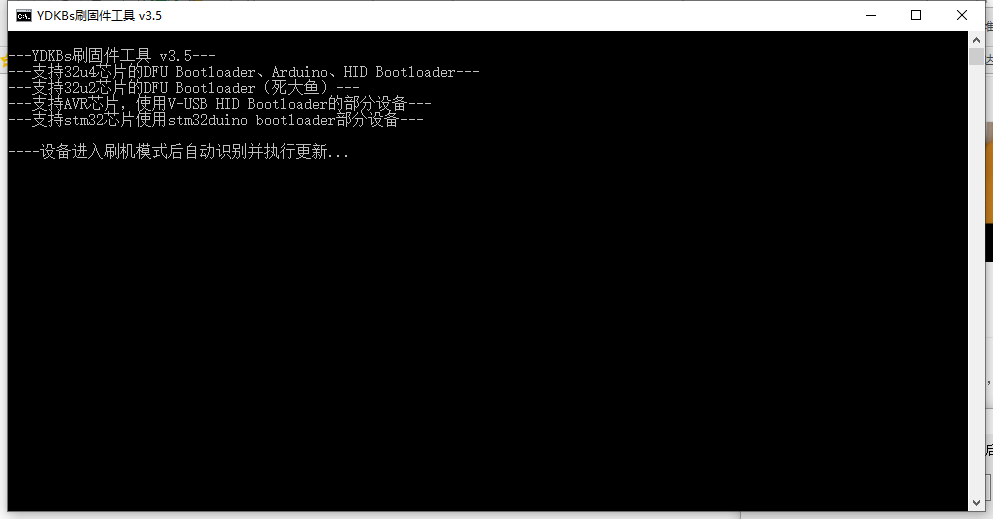 YDKBs刷固件工具 v3.5
---YDKBs刷固件工具 v3.5---
---支持32u4芯片的DFU Bootloader、Arduino、HID Bootloader---
---支持32u2芯片的DFU Bootloader（死大鱼）---
---支持AVR芯片，使用V-USB HID Bootloader的部分设备---
---支持stm32芯片使用stm32duino bootloader部分设备---
----设备进入刷机模式后自动识别并执行更新...